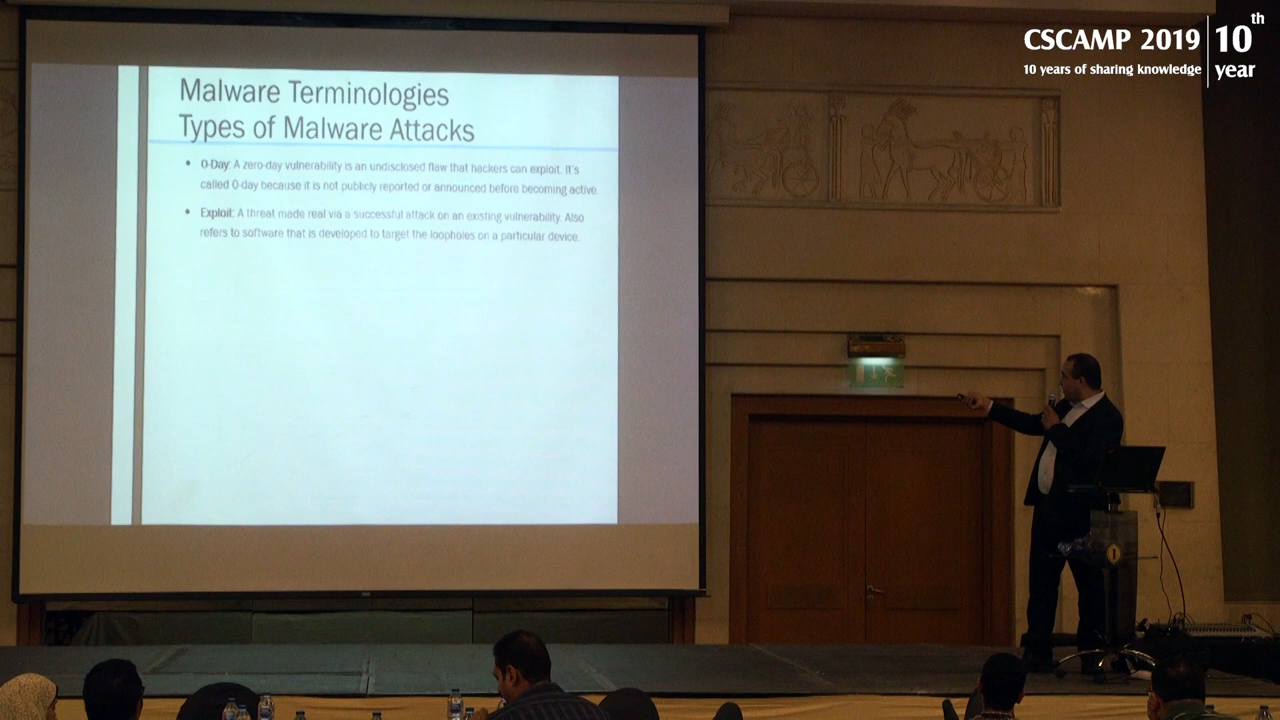 CSCAMP 2019
10 years of sharing knowledge
10th
year
Malware Terminologies
Types of Malware Attacks
• 0-Day: A zero-day vulnerability is an undisclosed flaw that hackers can exploit. It's
called 0-day because it is not publicly reported or announced before becoming active.
• Exploit: A threat made real via a successful attack on an existing vulnerability. Also
refers to software that is developed to target the loopholes on a particular device.